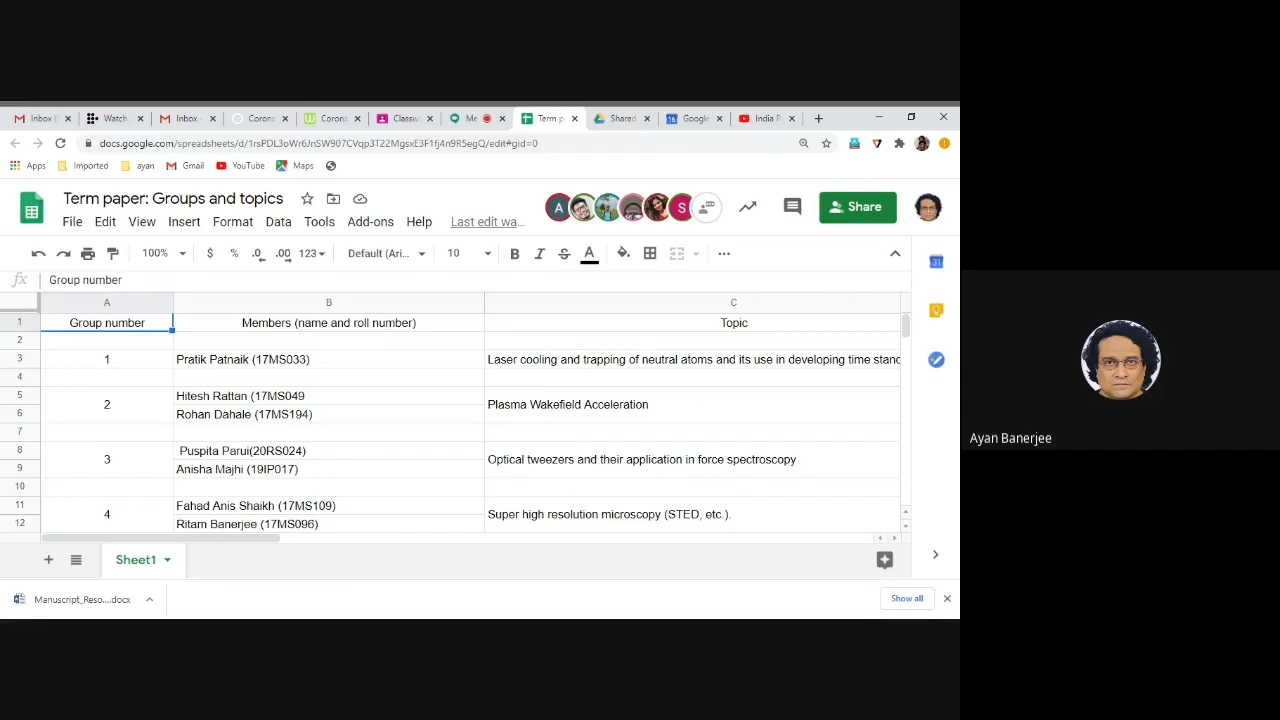 Inbox (
Watch
Inbox -
Corona
Corona
Classw
Me
Term p
Shared
Google
India P
docs.google.com/spreadsheets/d/1rsPDL3oWr6JnSW907CVqp3T22MgsxE3F1fj4n9R5egQ/edit#gid=0
Apps
Imported
ayan
Gmail
YouTube
Maps
Term paper: Groups and topics
A
S
Share
File Edit View Insert Format Data Tools Add-ons Help Last edit wa...
100% $ % .0 .00 123 Default (Ari... 10 B I S A ...
fx Group number
A B C
1 Group number Members (name and roll number) Topic
2
3 1 Pratik Patnaik (17MS033) Laser cooling and trapping of neutral atoms and its use in developing time stanc
4
5 Hitesh Rattan (17MS049
2 Plasma Wakefield Acceleration
6 Rohan Dahale (17MS194)
7
8 Puspita Parui(20RS024)
3 Optical tweezers and their application in force spectroscopy
9 Anisha Majhi (19IP017)
10
11 Fahad Anis Shaikh (17MS109)
4 Super high resolution microscopy (STED, etc.).
12 Ritam Banerjee (17MS096)
Sheet1
Manuscript_Reso....docx
Show all
31
Ayan Banerjee